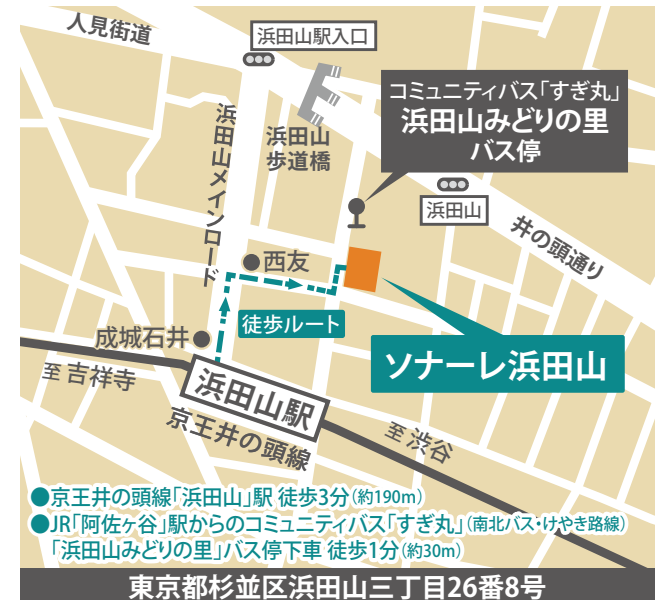 人見街道
浜田山駅入口
コミュニティバス「すぎ丸」
浜田山みどりの里
バス停
浜田山メインロード
浜田山
歩道橋
浜田山
井の頭通り
西友
徒歩ルート
成城石井
ソナーレ浜田山
至 吉祥寺
浜田山駅
京王井の頭線
至 渋谷
●京王井の頭線「浜田山」駅 徒歩3分(約190m)
●JR「阿佐ヶ谷」駅からのコミュニティバス「すぎ丸」(南北バス・けやき路線)
「浜田山みどりの里」バス停下車 徒歩1分(約30m)
東京都杉並区浜田山三丁目26番8号